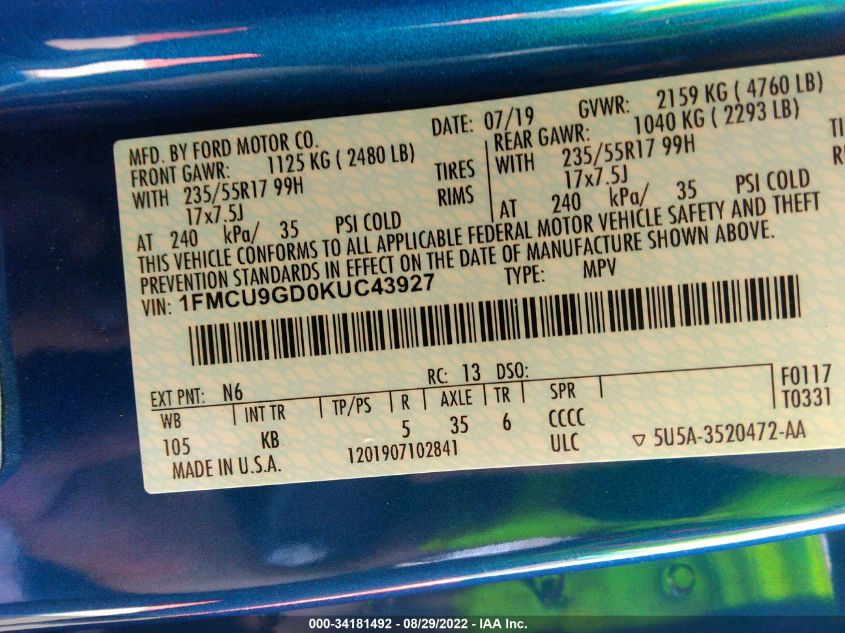 MFD. BY FORD MOTOR CO. DATE: 07/19 GVWR: 2159 KG ( 4760 LB)
FRONT GAWR: 1125 KG ( 2480 LB) REAR GAWR: 1040 KG ( 2293 LB)
WITH 235/55R17 99H TIRES WITH 235/55R17 99H TI
17x7.5J RIMS 17x7.5J RI
AT 240 kPa/ 35 PSI COLD AT 240 kPa/ 35 PSI COLD
THIS VEHICLE CONFORMS TO ALL APPLICABLE FEDERAL MOTOR VEHICLE SAFETY AND THEFT
PREVENTION STANDARDS IN EFFECT ON THE DATE OF MANUFACTURE SHOWN ABOVE.
VIN: 1FMCU9GD0KUC43927 TYPE: MPV
EXT PNT: N6 RC: 13 DSO: F0117
WB INT TR TP/PS R AXLE TR SPR T0331
105 KB 5 35 6 CCCC
MADE IN U.S.A. 1201907102841 ULC ▽ 5U5A-3520472-AA
000-34181492 - 08/29/2022 - IAA Inc.